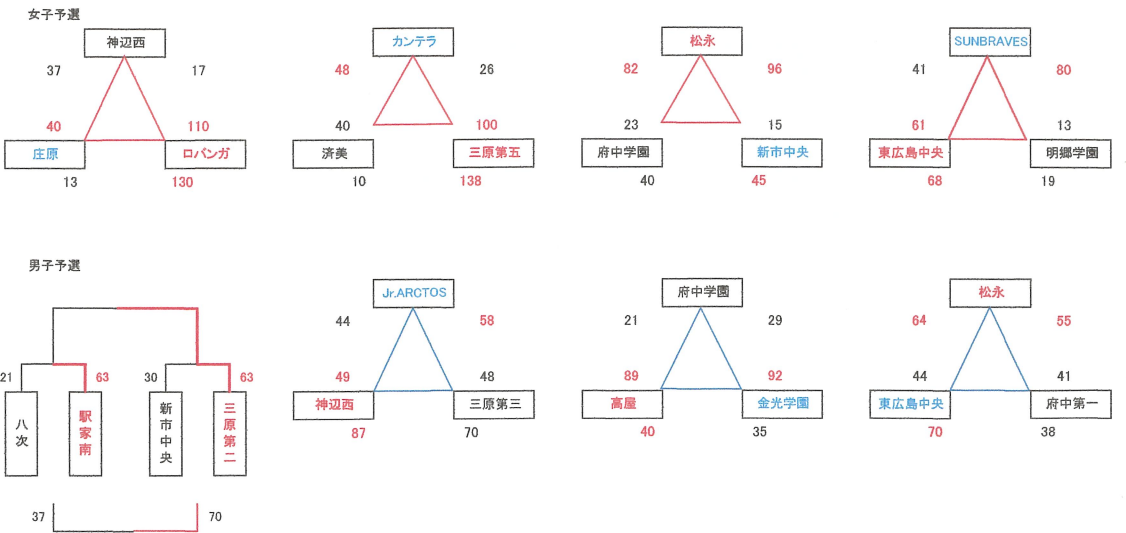 女子予選
神辺西 カンテラ 松永 SUNBRAVES
37 17 48 26 82 96 41 80
40 110 40 100 23 15 61 13
庄原 ロバンガ 済美 三原第五 府中学園 新市中央 東広島中央 明郷学園
13 130 10 138 40 45 68 19
男子予選
Jr.ARCTOS 府中学園 松永
44 58 21 29 64 55
21 63 30 63 49 48 89 92 44 41
八次 駅家南 新市中央 三原第二 神辺西 三原第三 高屋 金光学園 東広島中央 府中第一
87 70 40 35 70 38
37 70